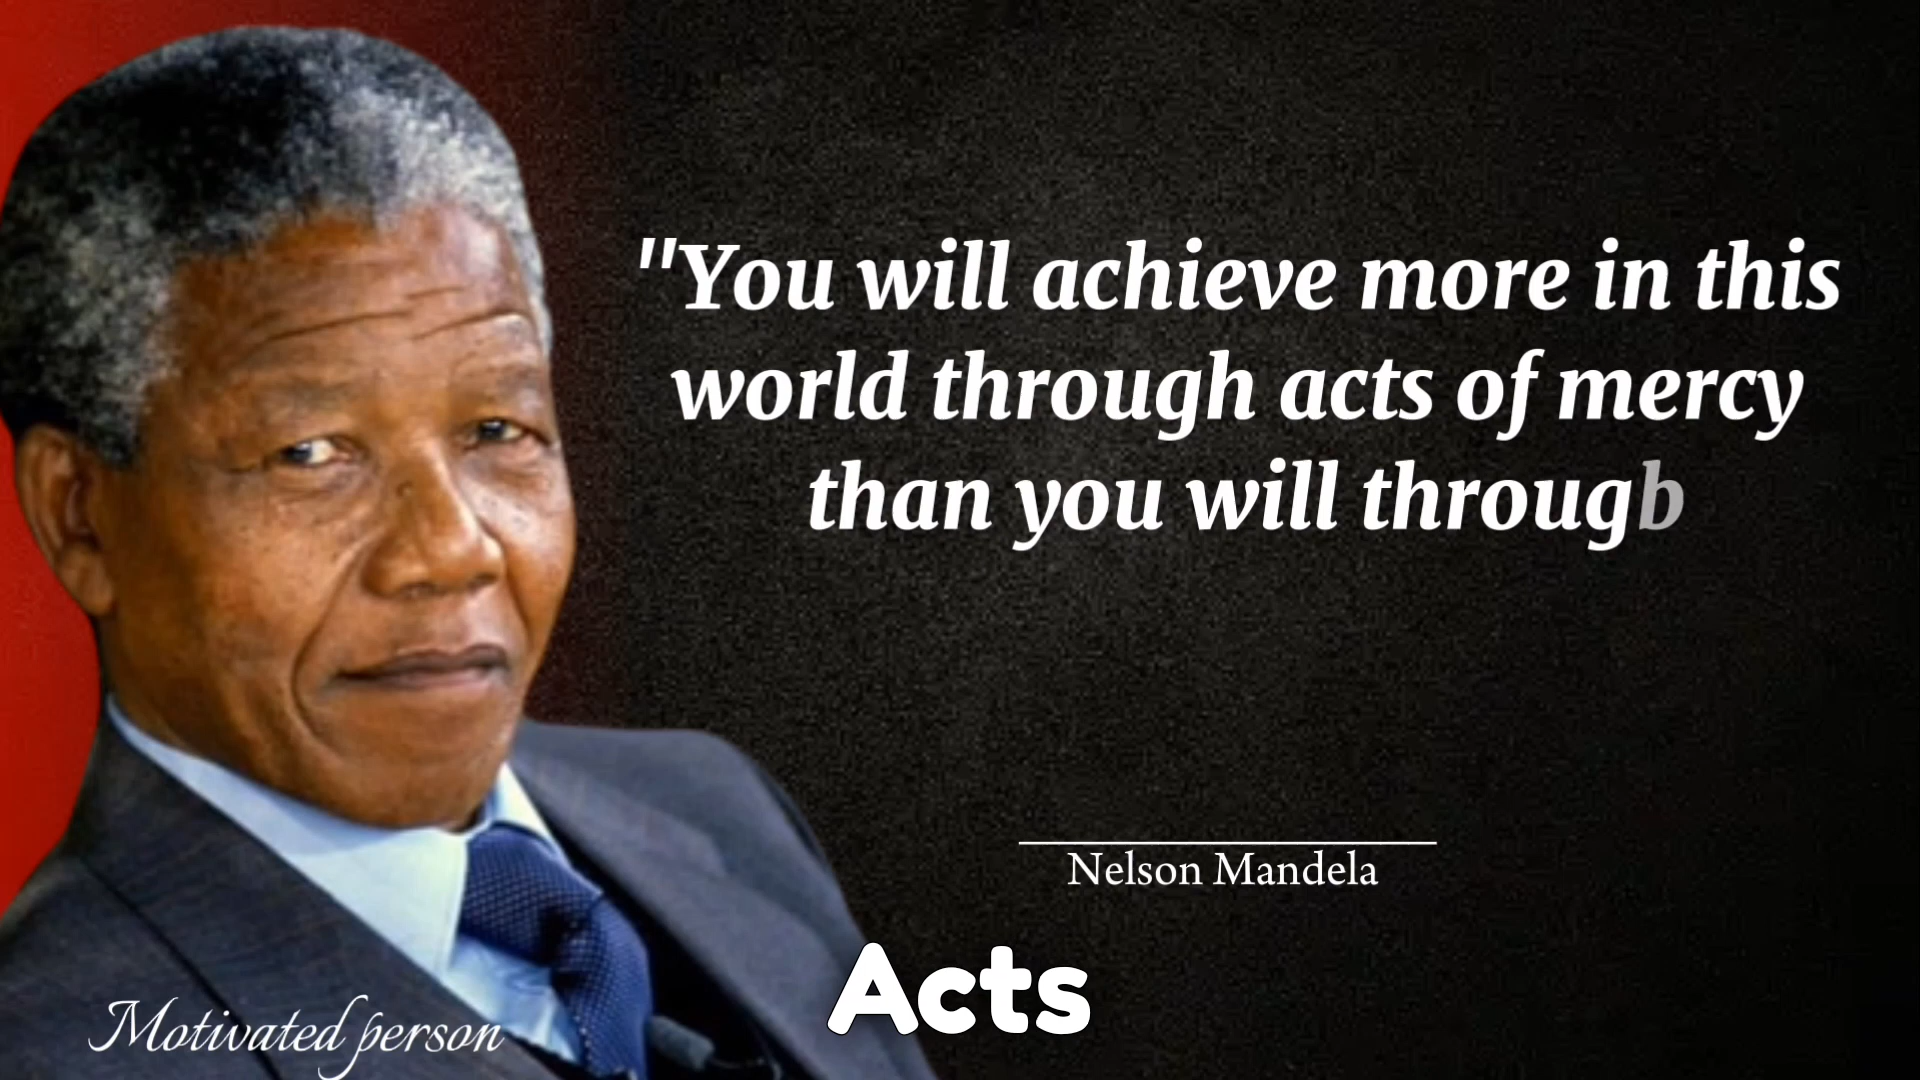 "You will achieve more in this
world through acts of mercy
than you will throug
Nelson Mandela
Acts
Motivated person